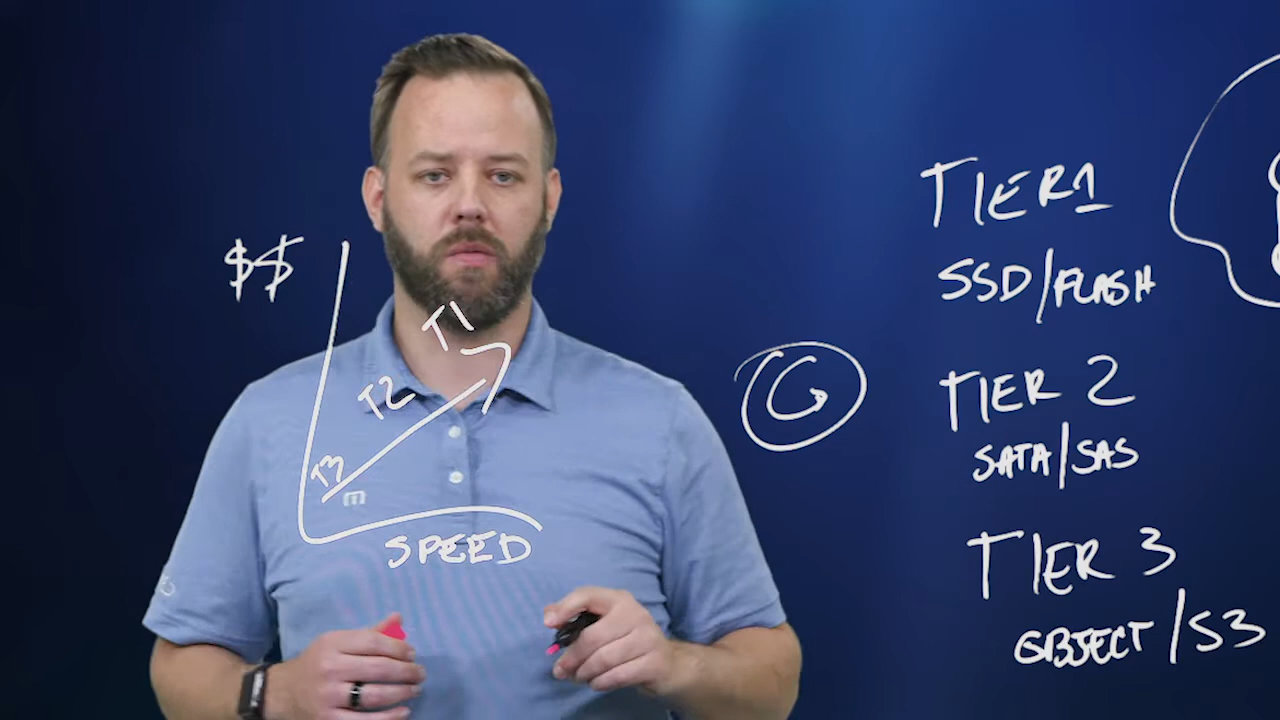 $$
T1
T2
T3
SPEED
TIER 1
SSD/FLASH
TIER 2
SATA/SAS
TIER 3
OBJECT/S3
m